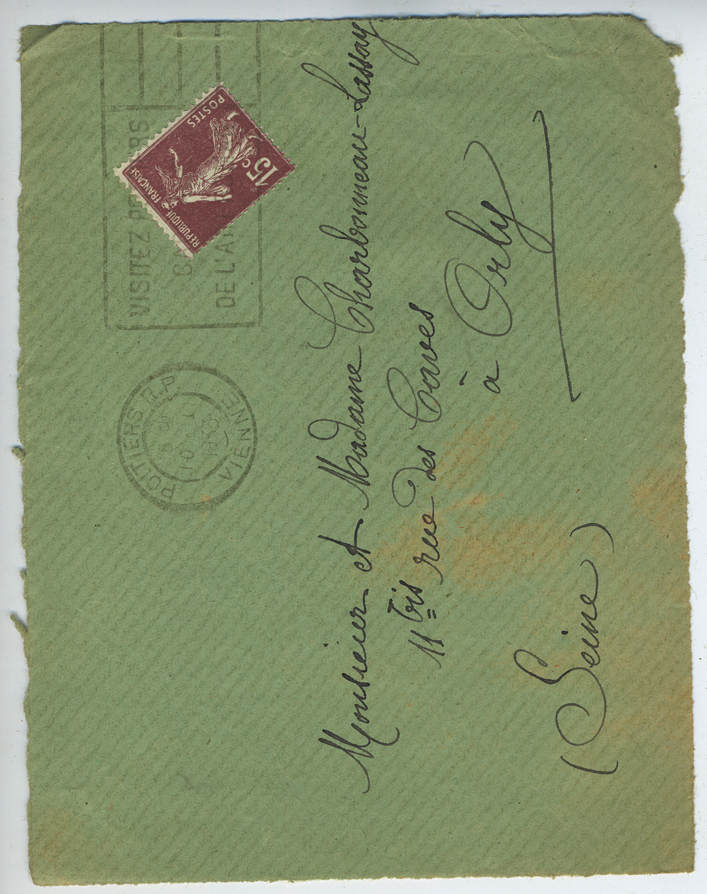 VISITEZ
DE L'A
REPUBLIQUE FRANÇAISE
POSTES
15c
POITIERS R.P.
VIENNE
Monsieur et Madame Charbonneau-Lassay
11 bis rue des Caves
à Orly
(Seine)